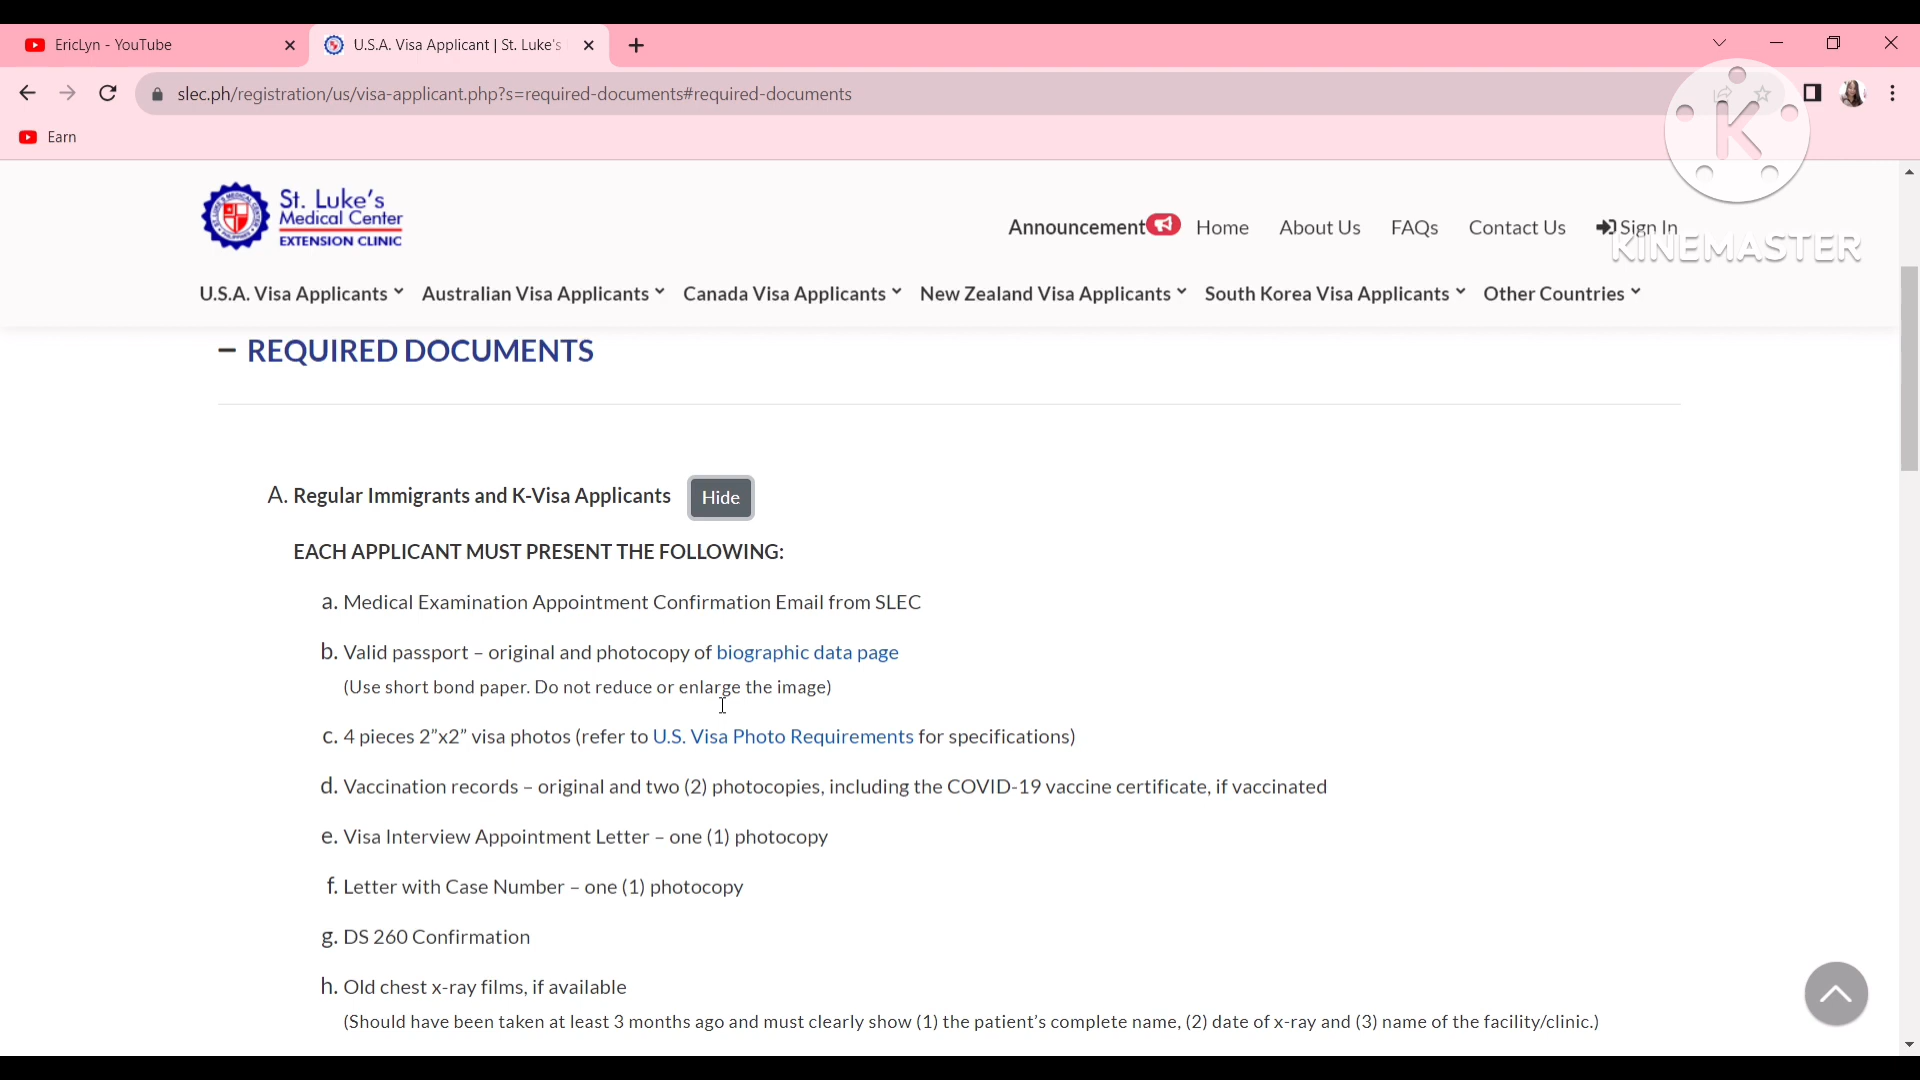 EricLyn - YouTube
U.S.A. Visa Applicant | St. Luke's
slec.ph/registration/us/visa-applicant.php?s=required-documents#required-documents
Earn
K
KINEMASTER
St. Luke's
Medical Center
EXTENSION CLINIC
Announcement Home About Us FAQs Contact Us Sign In
U.S.A. Visa Applicants Australian Visa Applicants Canada Visa Applicants New Zealand Visa Applicants South Korea Visa Applicants Other Countries
− REQUIRED DOCUMENTS
A. Regular Immigrants and K-Visa Applicants Hide
EACH APPLICANT MUST PRESENT THE FOLLOWING:
a. Medical Examination Appointment Confirmation Email from SLEC
b. Valid passport – original and photocopy of biographic data page
(Use short bond paper. Do not reduce or enlarge the image)
c. 4 pieces 2”x2” visa photos (refer to U.S. Visa Photo Requirements for specifications)
d. Vaccination records – original and two (2) photocopies, including the COVID-19 vaccine certificate, if vaccinated
e. Visa Interview Appointment Letter – one (1) photocopy
f. Letter with Case Number – one (1) photocopy
g. DS 260 Confirmation
h. Old chest x-ray films, if available
(Should have been taken at least 3 months ago and must clearly show (1) the patient’s complete name, (2) date of x-ray and (3) name of the facility/clinic.)